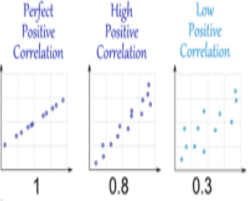 Perfect
Positive
Correlation
High
Positive
Correlation
Low
Positive
Correlation
1
0.8
0.3